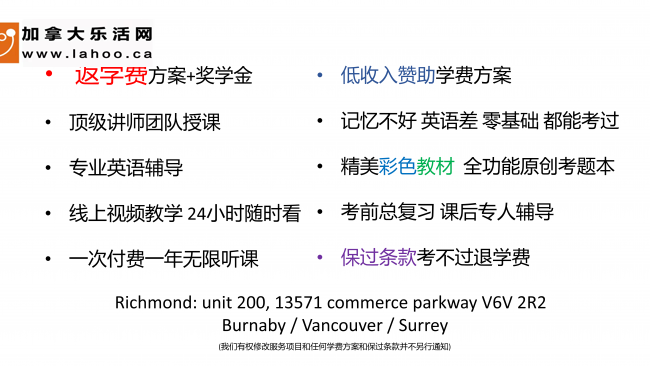 加拿大乐活网
www.lahoo.ca
• 返学费方案+奖学金
• 顶级讲师团队授课
• 专业英语辅导
• 线上视频教学 24小时随时看
• 一次付费一年无限听课
• 低收入赞助学费方案
• 记忆不好 英语差 零基础 都能考过
• 精美彩色教材 全功能原创考题本
• 考前总复习 课后专人辅导
• 保过条款考不过退学费
Richmond: unit 200, 13571 commerce parkway V6V 2R2
Burnaby / Vancouver / Surrey
(我们有权修改服务项目和任何学费方案和保过条款并不另行通知)